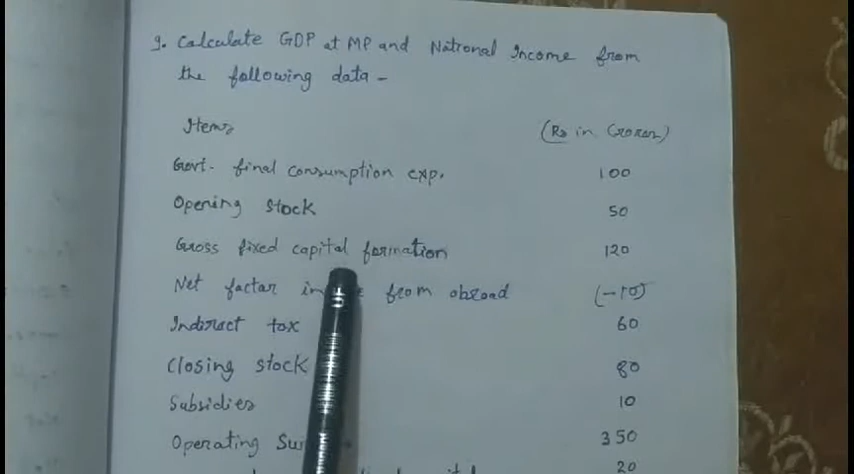 9. Calculate GDP at MP and National Income from
the following data -
Items (Rs in Crores)
Govt. final consumption exp. 100
Opening stock 50
Gross fixed capital formation 120
Net factor from abroad (-10)
Indirect tax 60
Closing stock 80
Subsidies 10
Operating 350
20